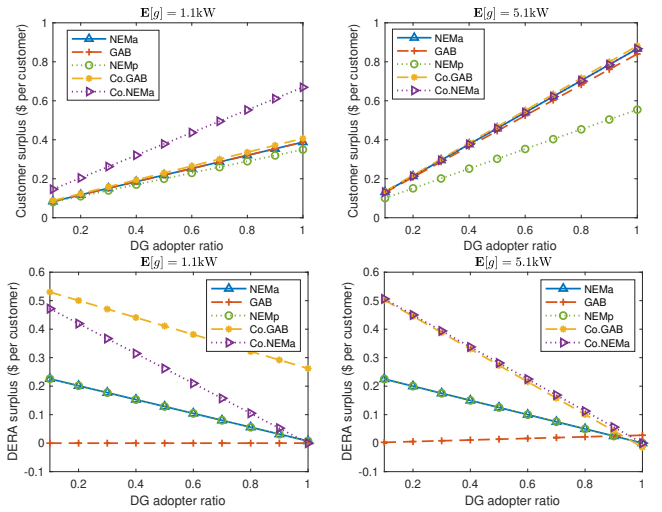 E[g] = 1.1kW
Customer surplus ($ per customer)
1
0.8
0.6
0.4
0.2
0
NEMa
GAB
NEMp
Co.GAB
Co.NEMa
0.2 0.4 0.6 0.8 1
DG adopter ratio
E[g] = 5.1kW
Customer surplus ($ per customer)
1
0.8
0.6
0.4
0.2
0
NEMa
GAB
NEMp
Co.GAB
Co.NEMa
0.2 0.4 0.6 0.8 1
DG adopter ratio
E[g] = 1.1kW
DERA surplus ($ per customer)
0.6
0.5
0.4
0.3
0.2
0.1
0
-0.1
NEMa
GAB
NEMp
Co.GAB
Co.NEMa
0.2 0.4 0.6 0.8 1
DG adopter ratio
E[g] = 5.1kW
DERA surplus ($ per customer)
0.6
0.5
0.4
0.3
0.2
0.1
0
-0.1
NEMa
GAB
NEMp
Co.GAB
Co.NEMa
0.2 0.4 0.6 0.8 1
DG adopter ratio